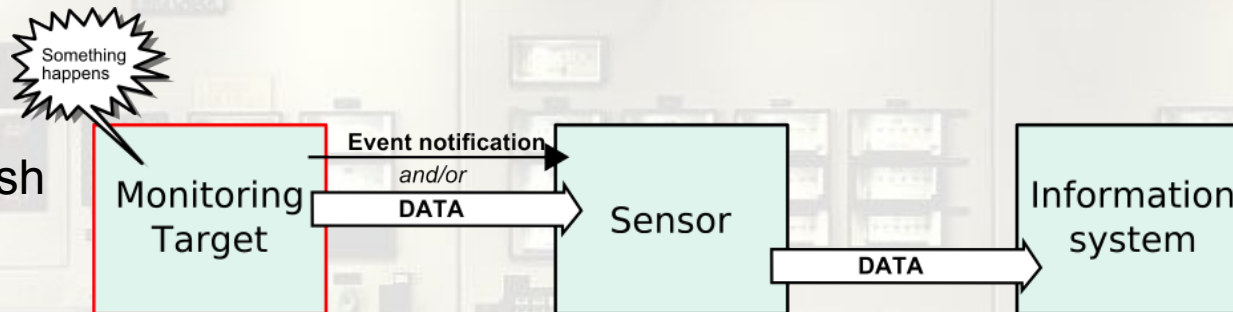 Something
happens
sh
Monitoring
Target
Event notification
and/or
DATA
Sensor
DATA
Information
system